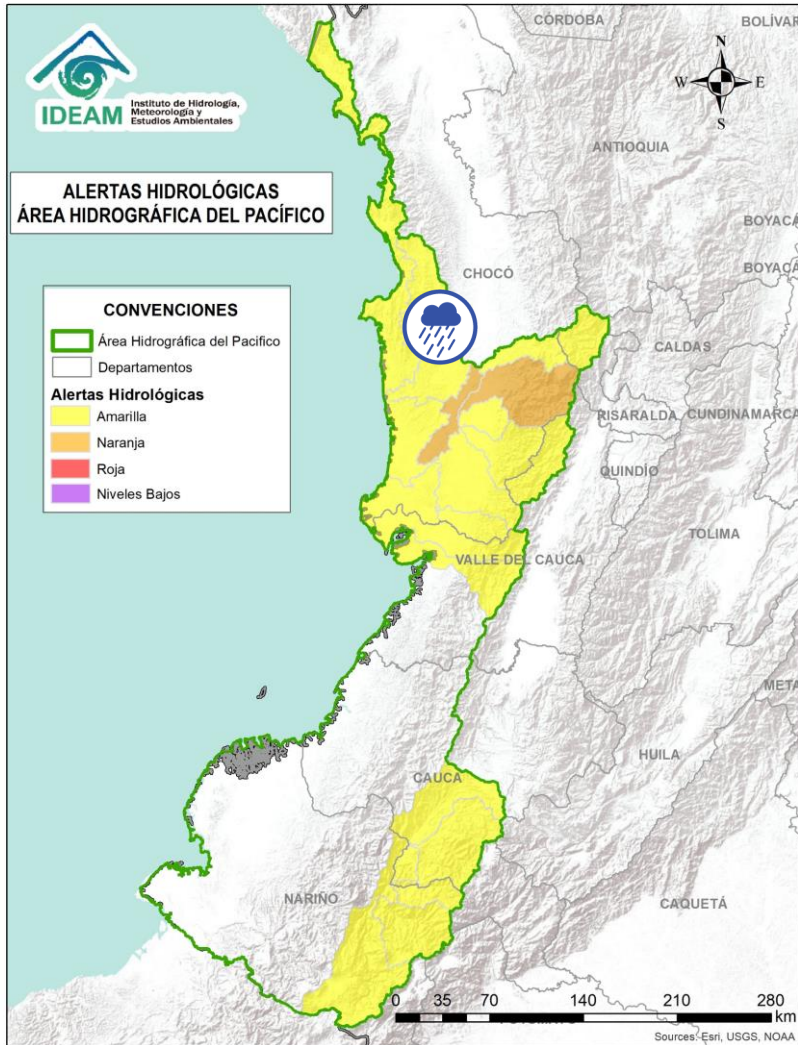 CÓRDOBA
BOLÍVAR
N
W
E
S
IDEAM
Instituto de Hidrología,
Meteorología y
Estudios Ambientales
ANTIOQUIA
ALERTAS HIDROLÓGICAS
ÁREA HIDROGRÁFICA DEL PACÍFICO
BOYACÁ
BOYACÁ
CHOCÓ
CONVENCIONES
Área Hidrográfica del Pacifico
Departamentos
Alertas Hidrológicas
Amarilla
Naranja
Roja
Niveles Bajos
CALDAS
RISARALDA
CUNDINAMARCA
QUINDÍO
TOLIMA
VALLE DEL CAUCA
META
HUILA
CAUCA
NARIÑO
CAQUETÁ
0 35 70 140 210 280
km
Sources: Esri, USGS, NOAA